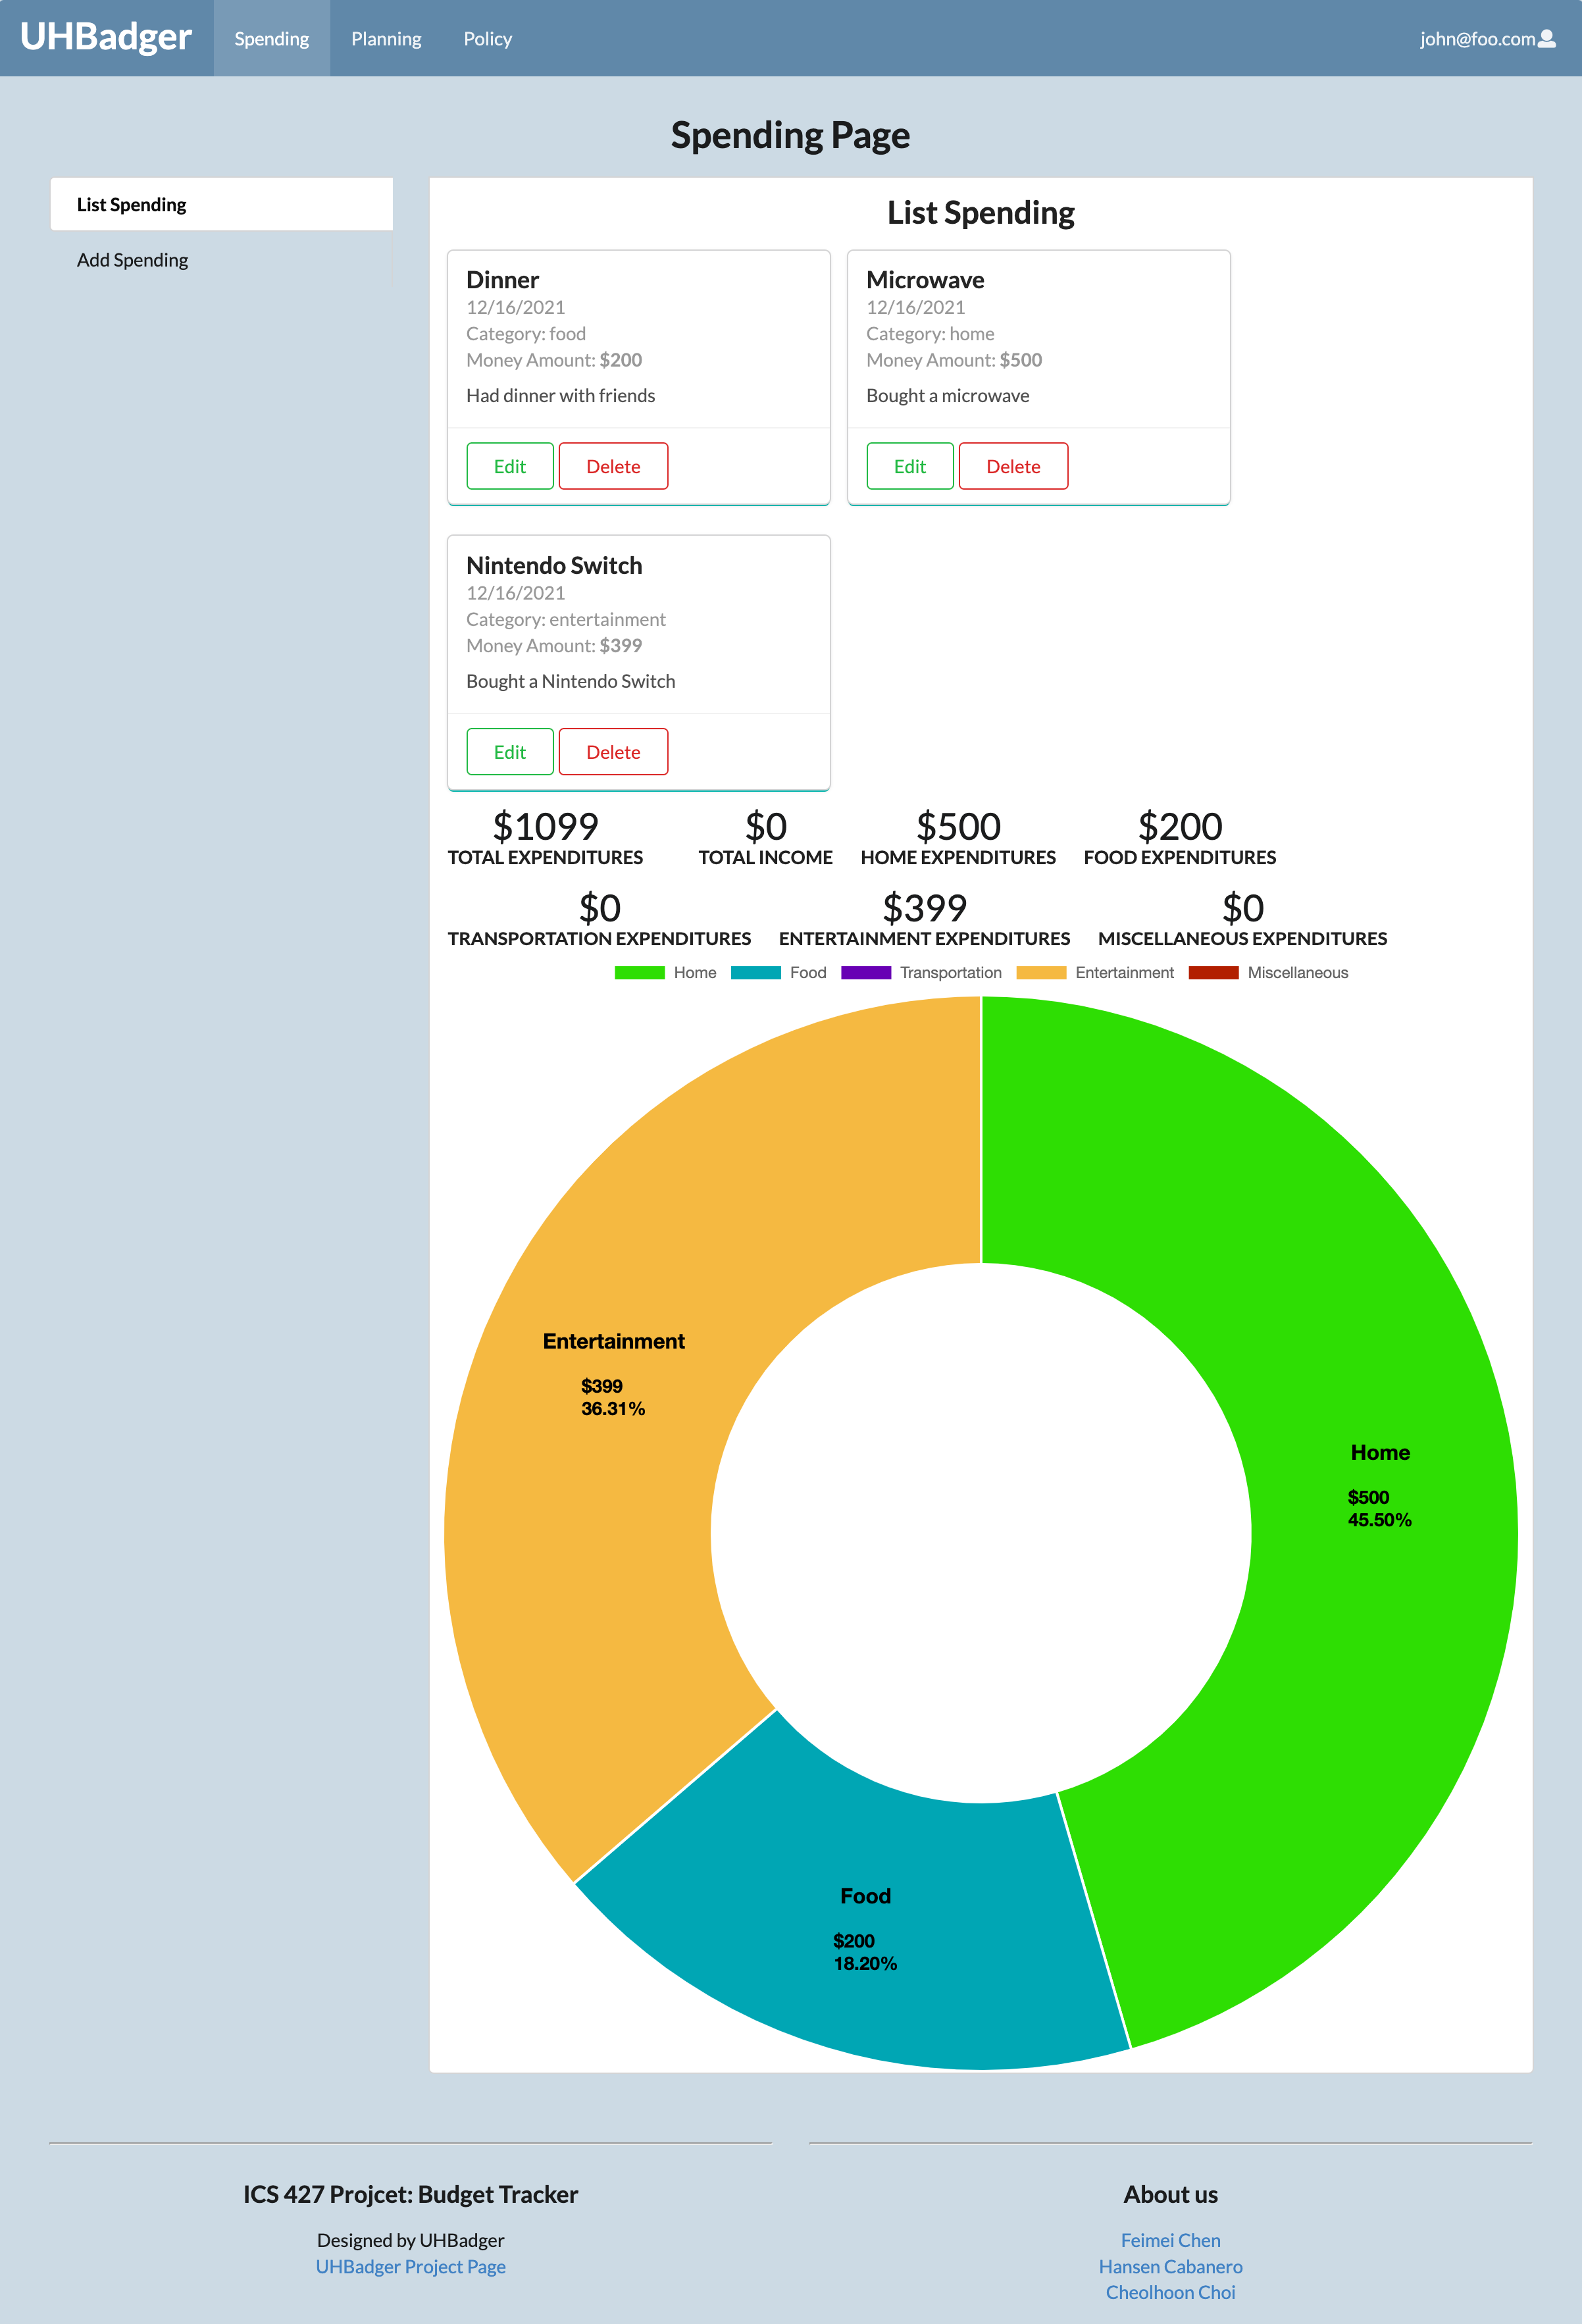 UHBadger
Spending
Planning
Policy
john@foo.com
Spending Page
List Spending
Add Spending
List Spending
Dinner
12/16/2021
Category: food
Money Amount: $200
Had dinner with friends
Edit
Delete
Microwave
12/16/2021
Category: home
Money Amount: $500
Bought a microwave
Edit
Delete
Nintendo Switch
12/16/2021
Category: entertainment
Money Amount: $399
Bought a Nintendo Switch
Edit
Delete
$1099
TOTAL EXPENDITURES
$0
TOTAL INCOME
$500
HOME EXPENDITURES
$200
FOOD EXPENDITURES
$0
TRANSPORTATION EXPENDITURES
$399
ENTERTAINMENT EXPENDITURES
$0
MISCELLANEOUS EXPENDITURES
Home
Food
Transportation
Entertainment
Miscellaneous
Entertainment
$399
36.31%
Home
$500
45.50%
Food
$200
18.20%
ICS 427 Projcet: Budget Tracker
Designed by UHBadger
UHBadger Project Page
About us
Feimei Chen
Hansen Cabanero
Cheolhoon Choi